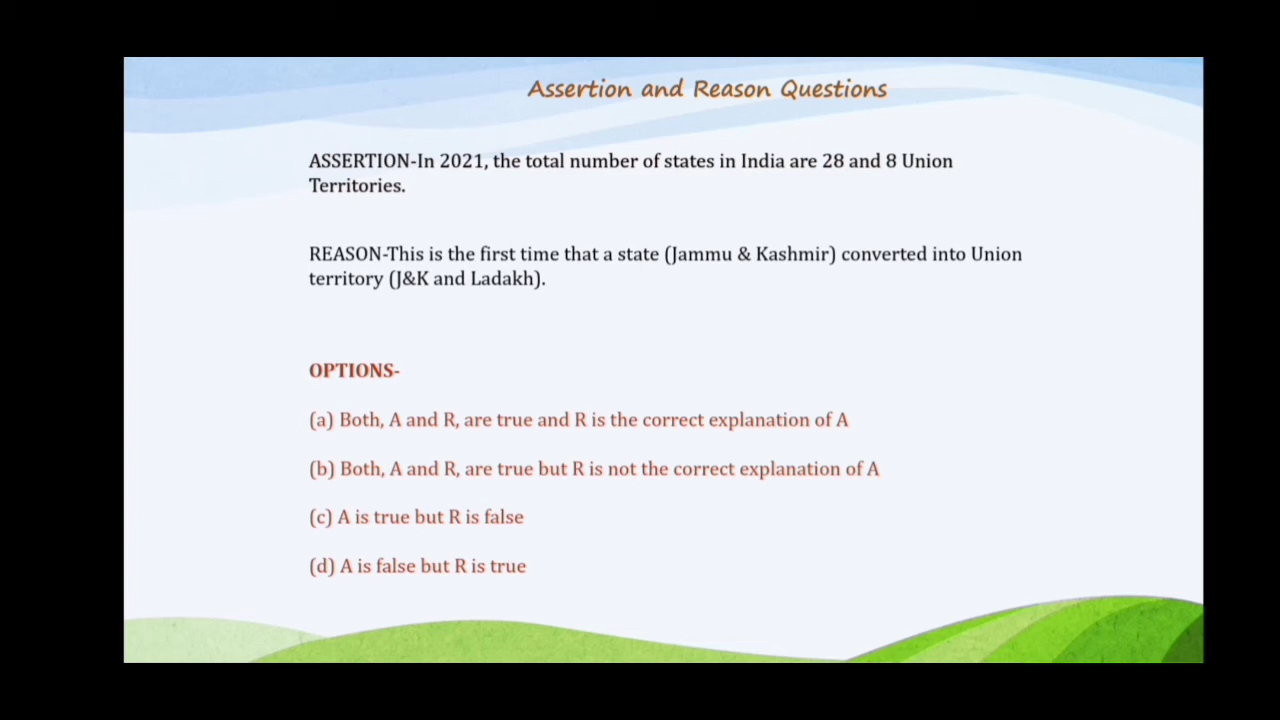 Assertion and Reason Questions
ASSERTION-In 2021, the total number of states in India are 28 and 8 Union
Territories.
REASON-This is the first time that a state (Jammu & Kashmir) converted into Union
territory (J&K and Ladakh).
OPTIONS-
(a) Both, A and R, are true and R is the correct explanation of A
(b) Both, A and R, are true but R is not the correct explanation of A
(c) A is true but R is false
(d) A is false but R is true